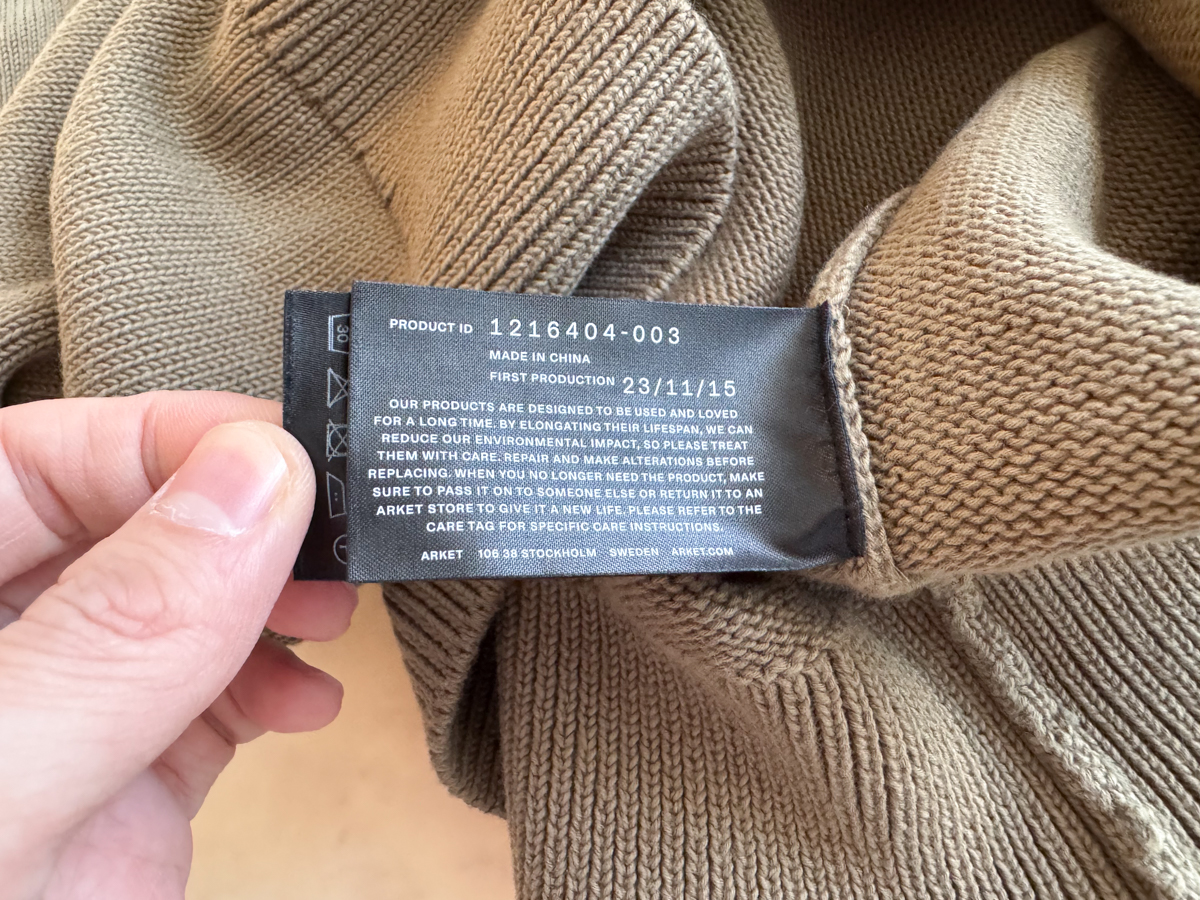 PRODUCT ID 1216404-003
MADE IN CHINA
FIRST PRODUCTION 23/11/15
OUR PRODUCTS ARE DESIGNED TO BE USED AND LOVED
FOR A LONG TIME. BY ELONGATING THEIR LIFESPAN, WE CAN
REDUCE OUR ENVIRONMENTAL IMPACT, SO PLEASE TREAT
THEM WITH CARE. REPAIR AND MAKE ALTERATIONS BEFORE
REPLACING. WHEN YOU NO LONGER NEED THE PRODUCT, MAKE
SURE TO PASS IT ON TO SOMEONE ELSE OR RETURN IT TO AN
ARKET STORE TO GIVE IT A NEW LIFE. PLEASE REFER TO THE
CARE TAG FOR SPECIFIC CARE INSTRUCTIONS.
ARKET 106 38 STOCKHOLM SWEDEN ARKET.COM
30